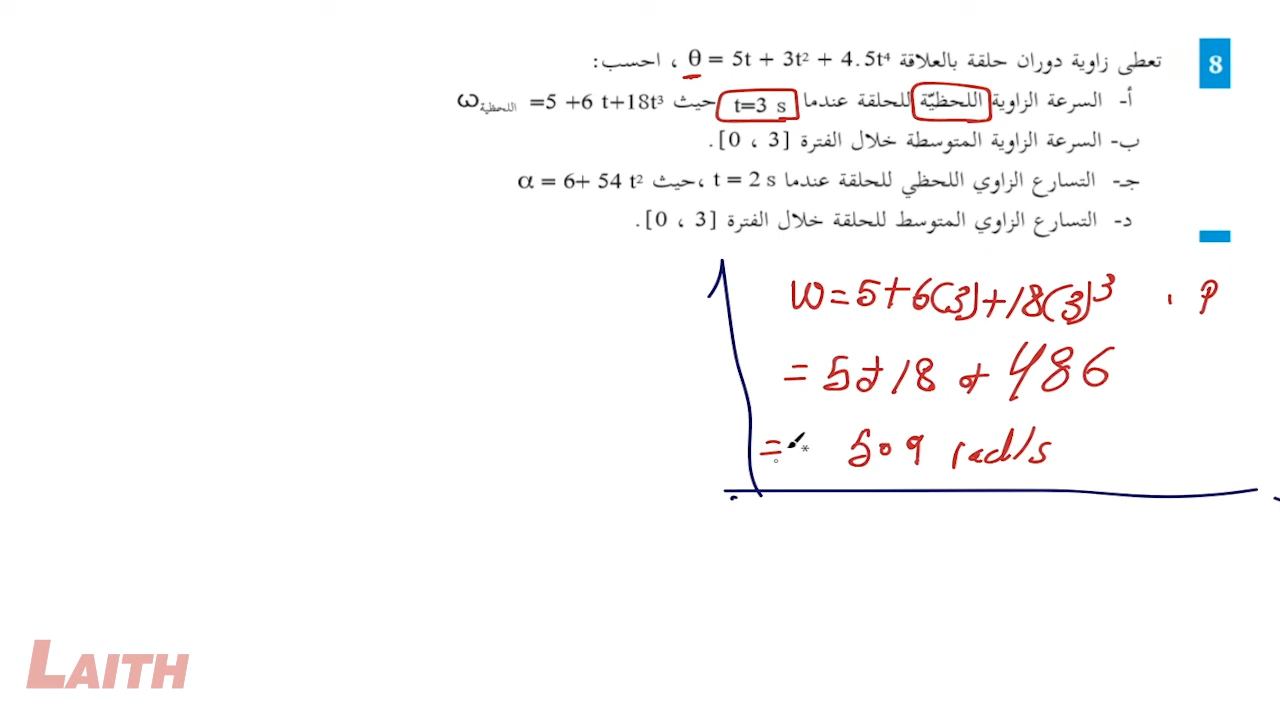 8
تعطى زاوية دوران حلقة بالعلاقة θ = 5t + 3t² + 4.5t⁴ ، احسب:
أ- السرعة الزاوية اللحظيّة للحلقة عندما t=3 s حيث ω اللحظية =5 +6 t+18t³
ب- السرعة الزاوية المتوسطة خلال الفترة [0 ، 3].
جـ- التسارع الزاوي اللحظي للحلقة عندما t = 2 s ،حيث α = 6+ 54 t²
د- التسارع الزاوي المتوسط للحلقة خلال الفترة [0 ، 3].
ω=5+6(3)+18(3)³
= 5+18+486
= 509 rad/s
LAITH